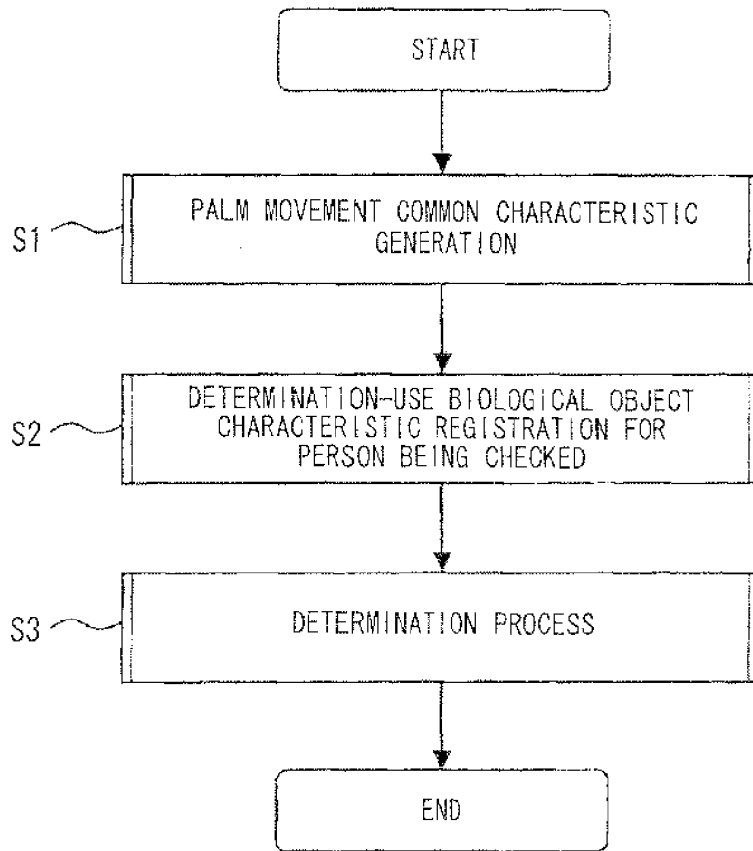 START
S1
PALM MOVEMENT COMMON CHARACTERISTIC
GENERATION
S2
DETERMINATION-USE BIOLOGICAL OBJECT
CHARACTERISTIC REGISTRATION FOR
PERSON BEING CHECKED
S3
DETERMINATION PROCESS
END